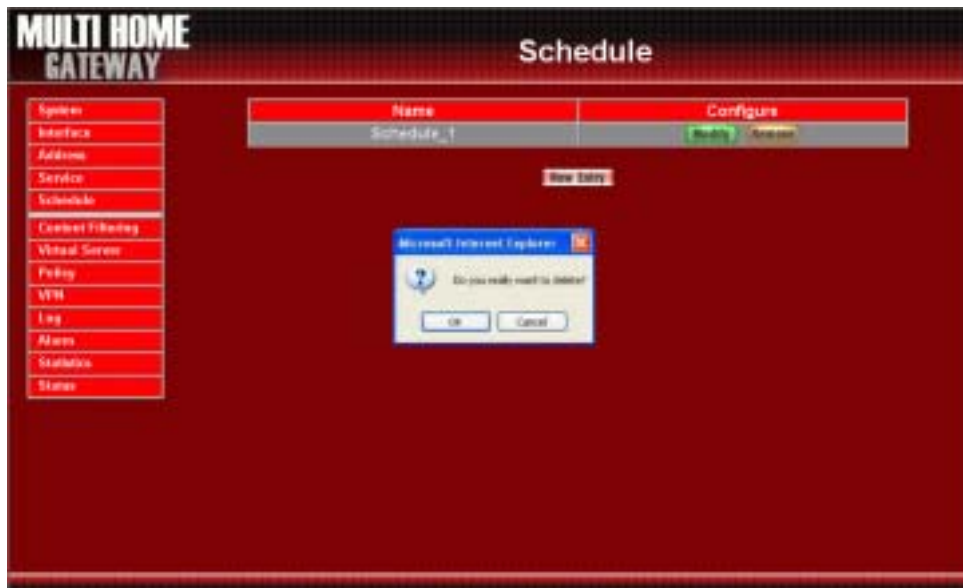 MULTI HOME
GATEWAY
Schedule
System
Interface
Address
Service
Schedule
Content Filtering
Virtual Server
Policy
VPN
Log
Alarm
Statistics
Status
Name Configure
Schedule_1 Modify Remove
New Entry
Microsoft Internet Explorer
Do you really want to delete?
OK Cancel